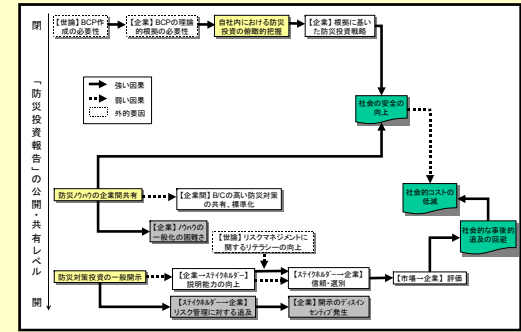 閉
「防災投資報告」の公開・共有レベル
開
【世論】BCP作
成の必要性
【企業】BCPの理論
的根拠の必要性
自社内における防災
投資の俯瞰的把握
【企業】根拠に基い
た防災投資戦略
強い因果
弱い因果
外的要因
社会の安全の
向上
防災ノウハウの企業間共有
【企業間】B/Cの高い防災対策
の共有、標準化
社会的コストの
低減
【企業】ノウハウの
一般化の困難さ
【世論】リスクマネジメントに
関するリテラシーの向上
社会的な事後的
追及の回避
防災対策投資の一般開示
【企業→ステイクホルダー】
説明能力の向上
【ステイクホルダー→企業】
信頼・選別
【市場→企業】 評価
【ステイクホルダー→企業】
リスク管理に対する追及
【企業】開示のディスイン
センティブ発生